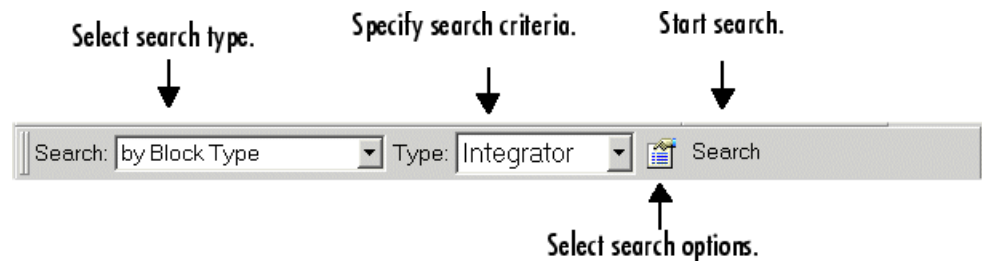 Select search type.
Specify search criteria.
Start search.
Search: by Block Type Type: Integrator Search
Select search options.